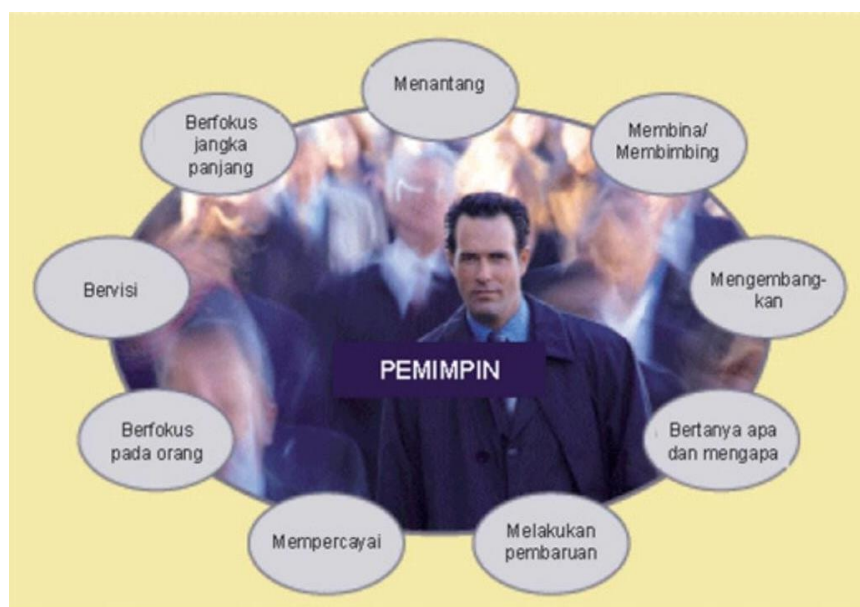 Menantang
Membina/
Membimbing
Mengembang-
kan
Bertanya apa
dan mengapa
Melakukan
pembaruan
Mempercayai
Berfokus
pada orang
Bervisi
Berfokus
jangka
panjang
PEMIMPIN